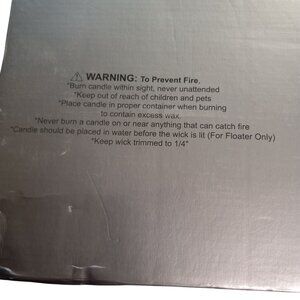 ⚠ WARNING: To Prevent Fire,
*Burn candle within sight, never unattended
*Keep out of reach of children and pets
*Place candle in proper container when burning
to contain excess wax.
*Never burn a candle on or near anything that can catch fire
*Candle should be placed in water before the wick is lit (For Floater Only)
*Keep wick trimmed to 1/4"